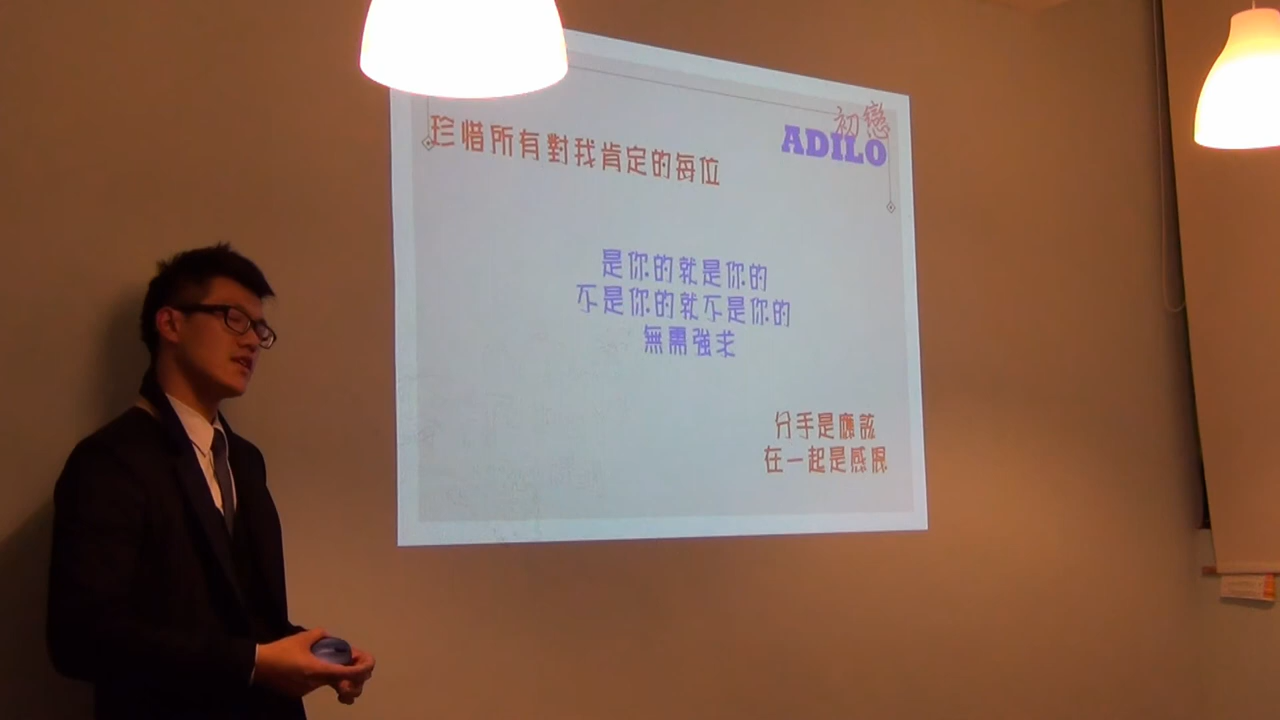 初戀
ADILO
珍惜所有對我肯定的每位
是你的就是你的
不是你的就不是你的
無需強求
分手是應該
在一起是感恩